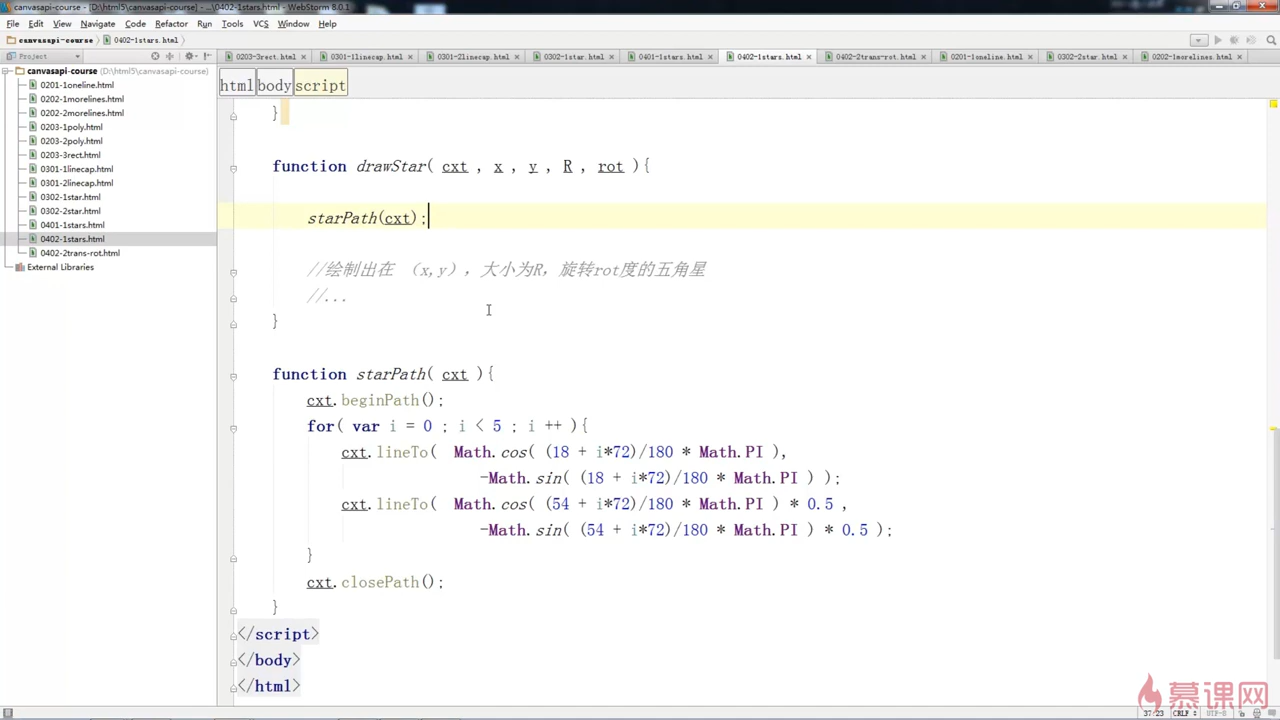 canvasapi-course - [D:\html5\canvasapi-course] - ...\0402-1stars.html - WebStorm 8.0.1
File Edit View Navigate Code Refactor Run Tools VCS Window Help
canvasapi-course 0402-1stars.html
Project
0203-3rect.html 0301-1linecap.html 0301-2linecap.html 0302-1star.html 0401-1stars.html 0402-1stars.html 0402-2trans-rot.html 0201-1oneline.html 0302-2star.html 0202-1morelines.html
canvasapi-course (D:\html5\canvasapi-course)
0201-1oneline.html
0202-1morelines.html
0202-2morelines.html
0203-1poly.html
0203-2poly.html
0203-3rect.html
0301-1linecap.html
0301-2linecap.html
0302-1star.html
0302-2star.html
0401-1stars.html
0402-1stars.html
0402-2trans-rot.html
External Libraries
html body script
}
function drawStar( cxt , x , y , R , rot ){
starPath(cxt);
//绘制出在 （x,y），大小为R，旋转rot度的五角星
//...
}
function starPath( cxt ){
cxt.beginPath();
for( var i = 0 ; i < 5 ; i ++ ){
cxt.lineTo( Math.cos( (18 + i*72)/180 * Math.PI ),
-Math.sin( (18 + i*72)/180 * Math.PI ) );
cxt.lineTo( Math.cos( (54 + i*72)/180 * Math.PI ) * 0.5 ,
-Math.sin( (54 + i*72)/180 * Math.PI ) * 0.5 );
}
cxt.closePath();
}
</script>
</body>
</html>
慕课网
37:23 CRLF UTF-8